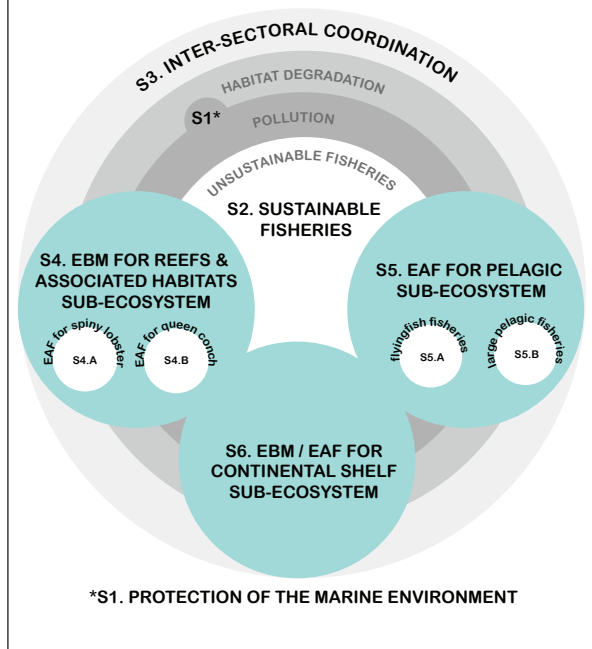 S3. INTER-SECTORAL COORDINATION
HABITAT DEGRADATION
S1*
POLLUTION
UNSUSTAINABLE FISHERIES
S2. SUSTAINABLE
FISHERIES
S4. EBM FOR REEFS &
ASSOCIATED HABITATS
SUB-ECOSYSTEM
EAF for spiny lobster
S4.A
EAF for queen conch
S4.B
S5. EAF FOR PELAGIC
SUB-ECOSYSTEM
flyingfish fisheries
S5.A
large pelagic fisheries
S5.B
S6. EBM / EAF FOR
CONTINENTAL SHELF
SUB-ECOSYSTEM
*S1. PROTECTION OF THE MARINE ENVIRONMENT